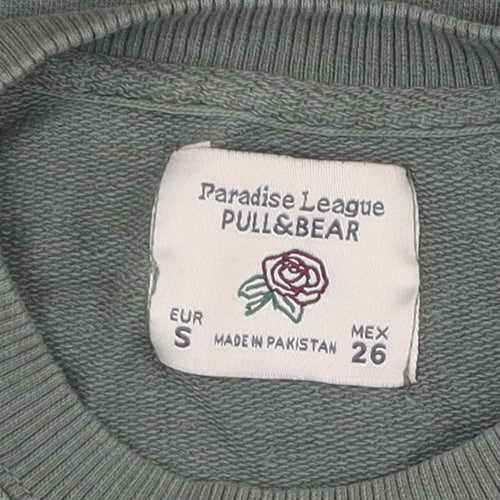 Paradise League
PULL&BEAR
EUR
S
MADE IN PAKISTAN
MEX
26